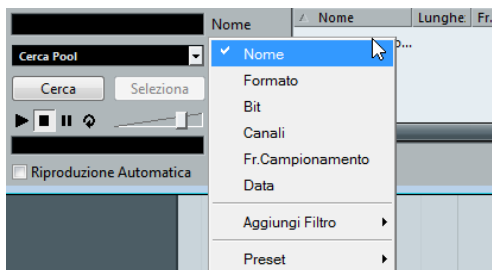 Nome
Nome
Lunghe:
Fr.
Cerca Pool
Nome
Cerca
Seleziona
Formato
Bit
Canali
Fr.Campionamento
Riproduzione Automatica
Data
Aggiungi Filtro
Preset